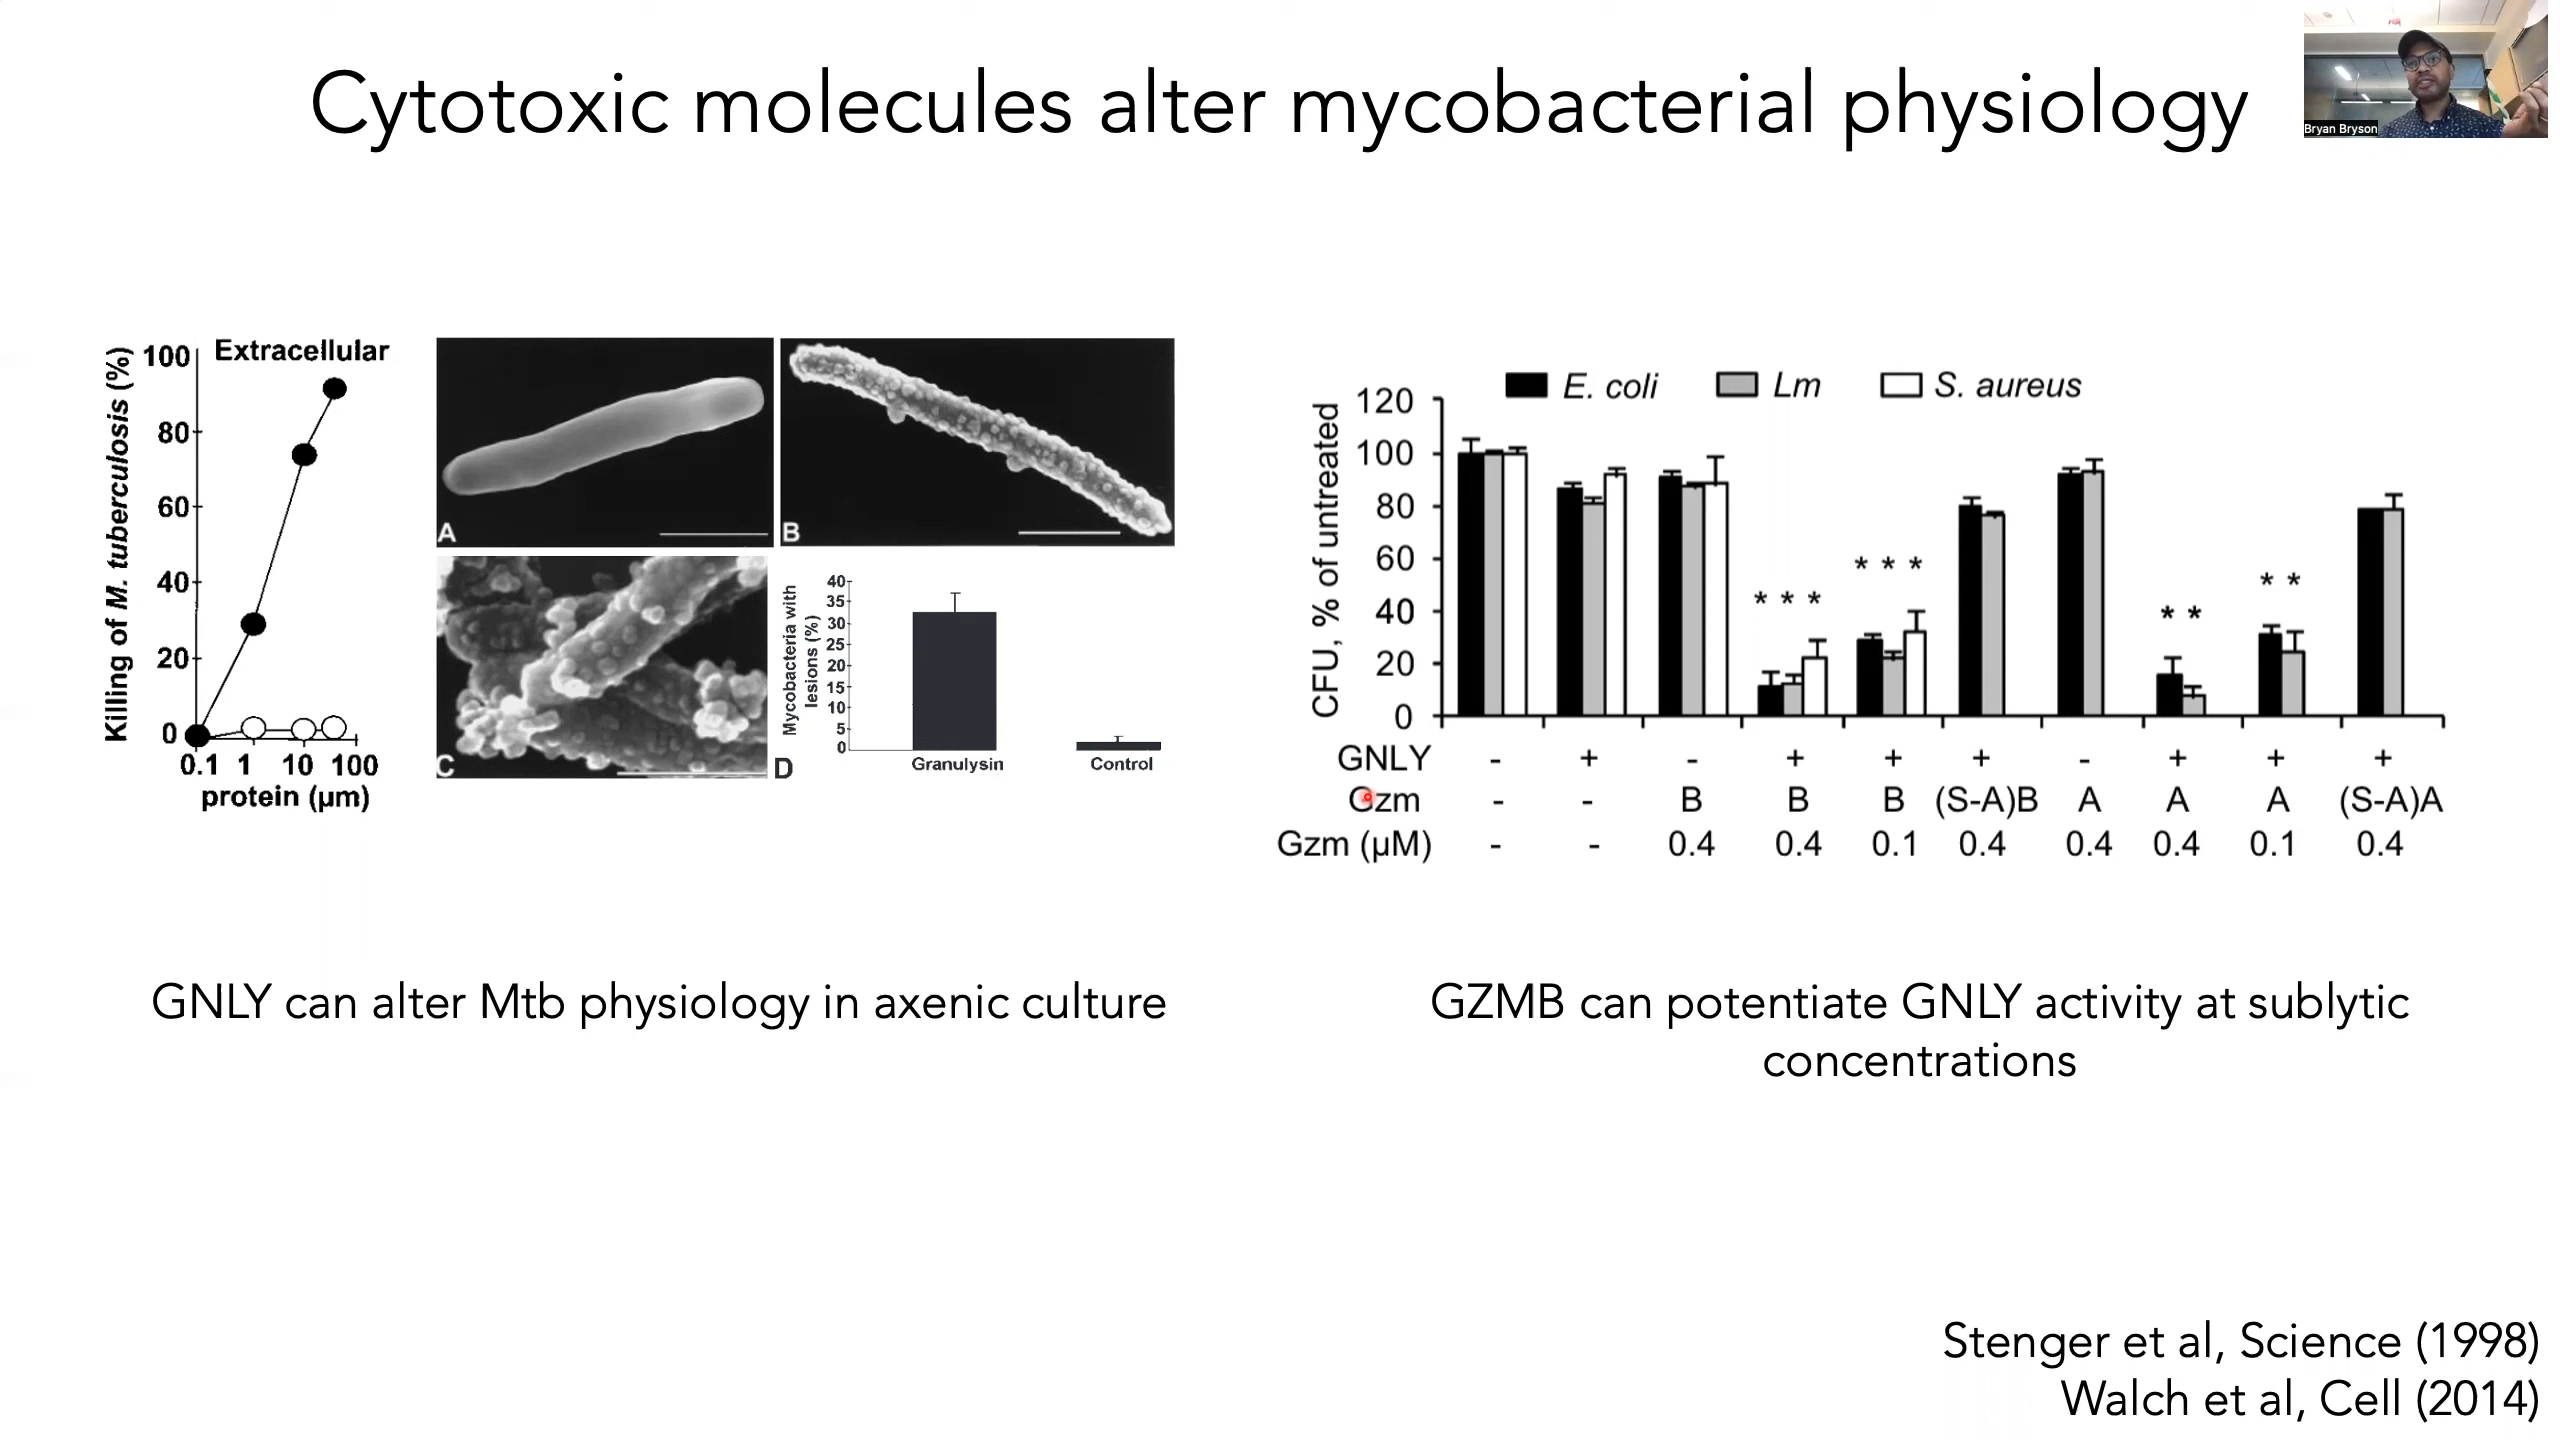 Cytotoxic molecules alter mycobacterial physiology
Bryan Bryson
Killing of M. tuberculosis (%)
100
80
60
40
20
0
Extracellular
0.1 1 10 100
protein (µm)
A
B
C
D
Mycobacteria with
lesions (%)
40
35
30
25
20
15
10
5
0
Granulysin Control
E. coli Lm S. aureus
CFU, % of untreated
120
100
80
60
40
20
0
* * *
* * *
* *
* *
GNLY - + - + + + - + + +
Gzm - - B B B (S-A)B A A A (S-A)A
Gzm (µM) - - 0.4 0.4 0.1 0.4 0.4 0.4 0.1 0.4
GNLY can alter Mtb physiology in axenic culture
GZMB can potentiate GNLY activity at sublytic
concentrations
Stenger et al, Science (1998)
Walch et al, Cell (2014)